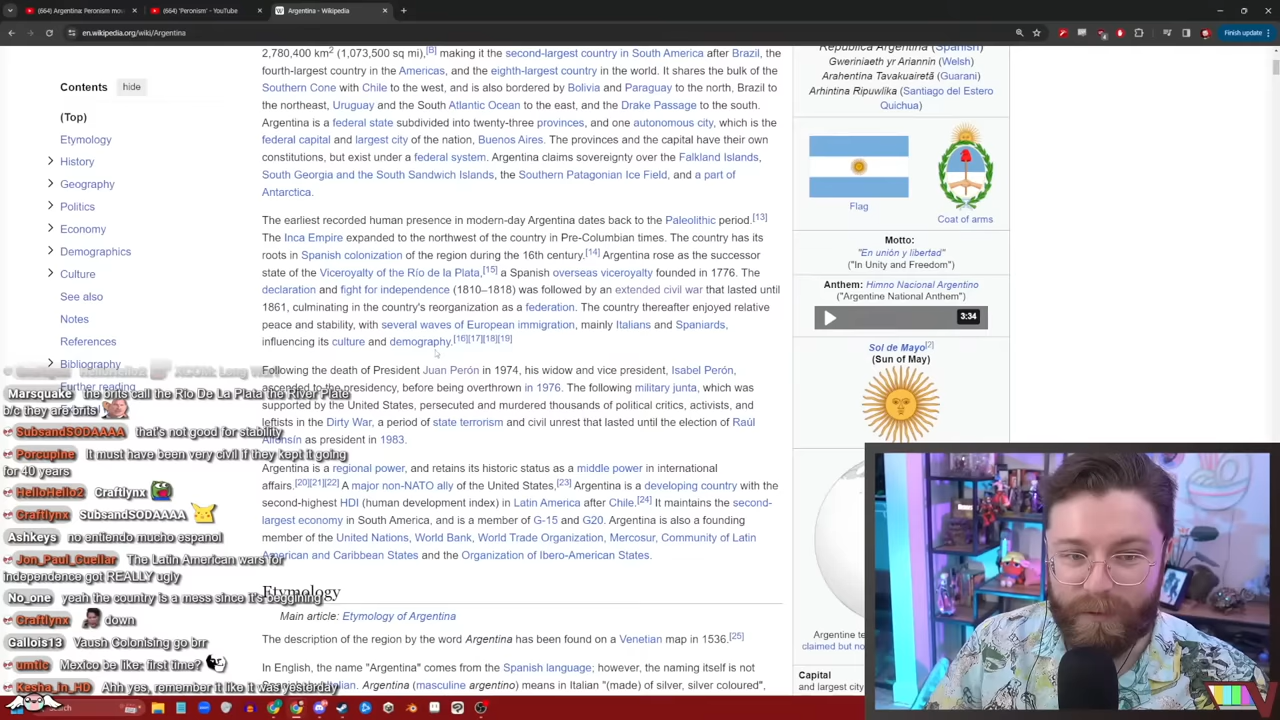 (664) Argentina: Peronism mov
(664) 'Peronism' - YouTube
Argentina - Wikipedia
en.wikipedia.org/wiki/Argentina
Finish update
Contents
hide
(Top)
Etymology
History
Geography
Politics
Economy
Demographics
Culture
See also
Notes
References
Bibliography
Further reading
2,780,400 km2 (1,073,500 sq mi),[B] making it the second-largest country in South America after Brazil, the
fourth-largest country in the Americas, and the eighth-largest country in the world. It shares the bulk of the
Southern Cone with Chile to the west, and is also bordered by Bolivia and Paraguay to the north, Brazil to
the northeast, Uruguay and the South Atlantic Ocean to the east, and the Drake Passage to the south.
Argentina is a federal state subdivided into twenty-three provinces, and one autonomous city, which is the
federal capital and largest city of the nation, Buenos Aires. The provinces and the capital have their own
constitutions, but exist under a federal system. Argentina claims sovereignty over the Falkland Islands,
South Georgia and the South Sandwich Islands, the Southern Patagonian Ice Field, and a part of
Antarctica.
The earliest recorded human presence in modern-day Argentina dates back to the Paleolithic period.[13]
The Inca Empire expanded to the northwest of the country in Pre-Columbian times. The country has its
roots in Spanish colonization of the region during the 16th century.[14] Argentina rose as the successor
state of the Viceroyalty of the Río de la Plata,[15] a Spanish overseas viceroyalty founded in 1776. The
declaration and fight for independence (1810–1818) was followed by an extended civil war that lasted until
1861, culminating in the country's reorganization as a federation. The country thereafter enjoyed relative
peace and stability, with several waves of European immigration, mainly Italians and Spaniards,
influencing its culture and demography.[16][17][18][19]
Following the death of President Juan Perón in 1974, his widow and vice president, Isabel Perón,
ascended to the presidency, before being overthrown in 1976. The following military junta, which was
supported by the United States, persecuted and murdered thousands of political critics, activists, and
leftists in the Dirty War, a period of state terrorism and civil unrest that lasted until the election of Raúl
Alfonsín as president in 1983.
Argentina is a regional power, and retains its historic status as a middle power in international
affairs.[20][21][22] A major non-NATO ally of the United States,[23] Argentina is a developing country with the
second-highest HDI (human development index) in Latin America after Chile.[24] It maintains the second-
largest economy in South America, and is a member of G-15 and G20. Argentina is also a founding
member of the United Nations, World Bank, World Trade Organization, Mercosur, Community of Latin
American and Caribbean States and the Organization of Ibero-American States.
Etymology
Main article: Etymology of Argentina
The description of the region by the word Argentina has been found on a Venetian map in 1536.[25]
In English, the name "Argentina" comes from the Spanish language; however, the naming itself is not
Spanish but Italian. Argentina (masculine argentino) means in Italian "(made) of silver, silver coloured",
República Argentina (Spanish)
Gweriniaeth yr Ariannin (Welsh)
Arahentina Tavakuairetã (Guarani)
Arhintina Ripuwlika (Santiago del Estero
Quichua)
Flag
Coat of arms
Motto:
"En unión y libertad"
("In Unity and Freedom")
Anthem: Himno Nacional Argentino
("Argentine National Anthem")
3:34
Sol de Mayo[2]
(Sun of May)
Argentine te
claimed but no
Capital
and largest city
Marsquake the brits call the Rio De La Plata the River Plate
b/c they are brits
SubsandSODAAAA that's not good for stability
Porcupine It must have been very civil if they kept it going
for 40 years
HelloHello2 Craftlynx
Craftlynx SubsandSODAAAA
Ashkeys no entiendo mucho espanol
Jon_Paul_Cuellar The Latin American wars for
independence got REALLY ugly
No_one yeah the country is a mess since it's beggining
Craftlynx down
Gallois13 Vaush Colonising go brr
umtic Mexico be like: first time?
Kesha_in_HD Ahh yes, remember it like it was yesterday
Search